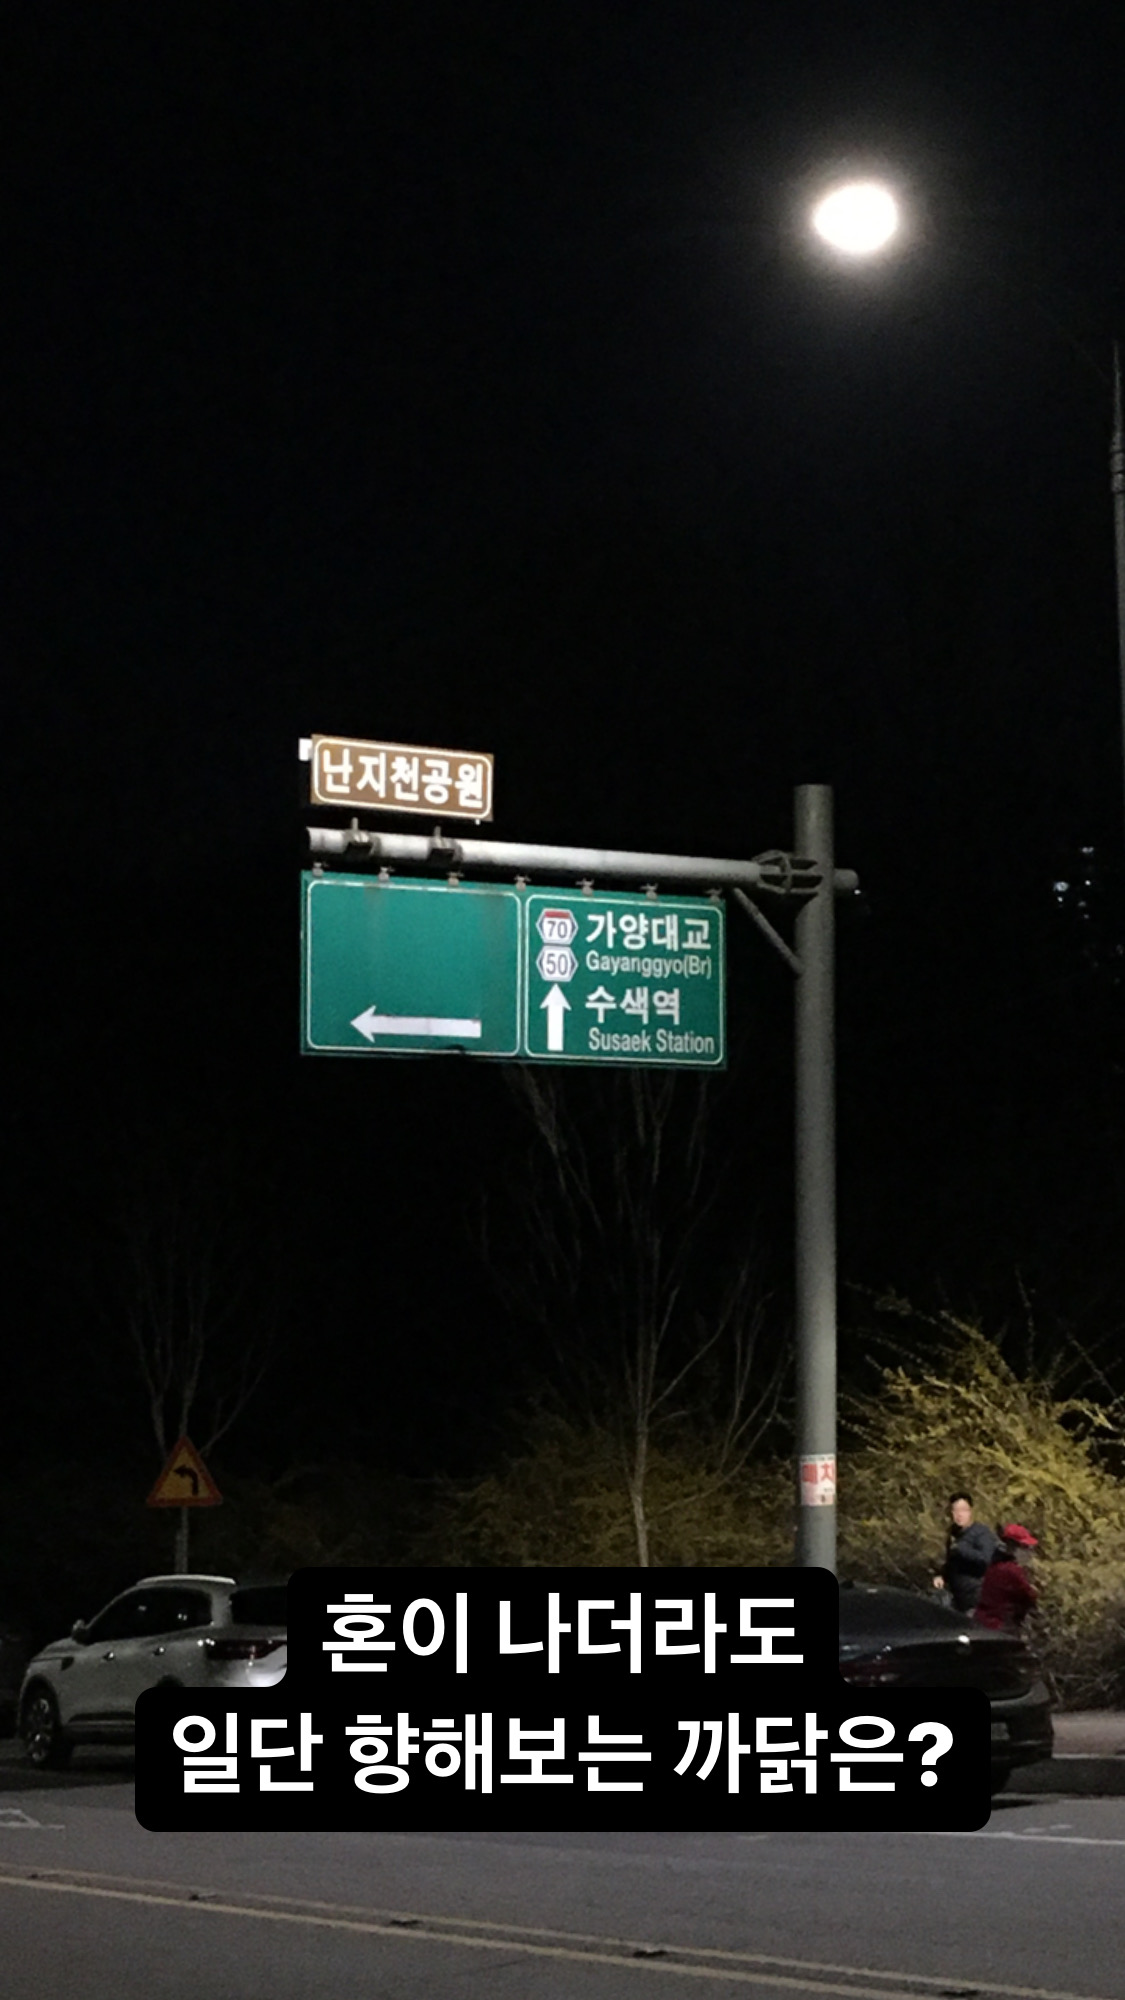 난지천공원
70 가양대교
50 Gayanggyo(Br)
수색역
Susaek Station
혼이 나더라도
일단 향해보는 까닭은?